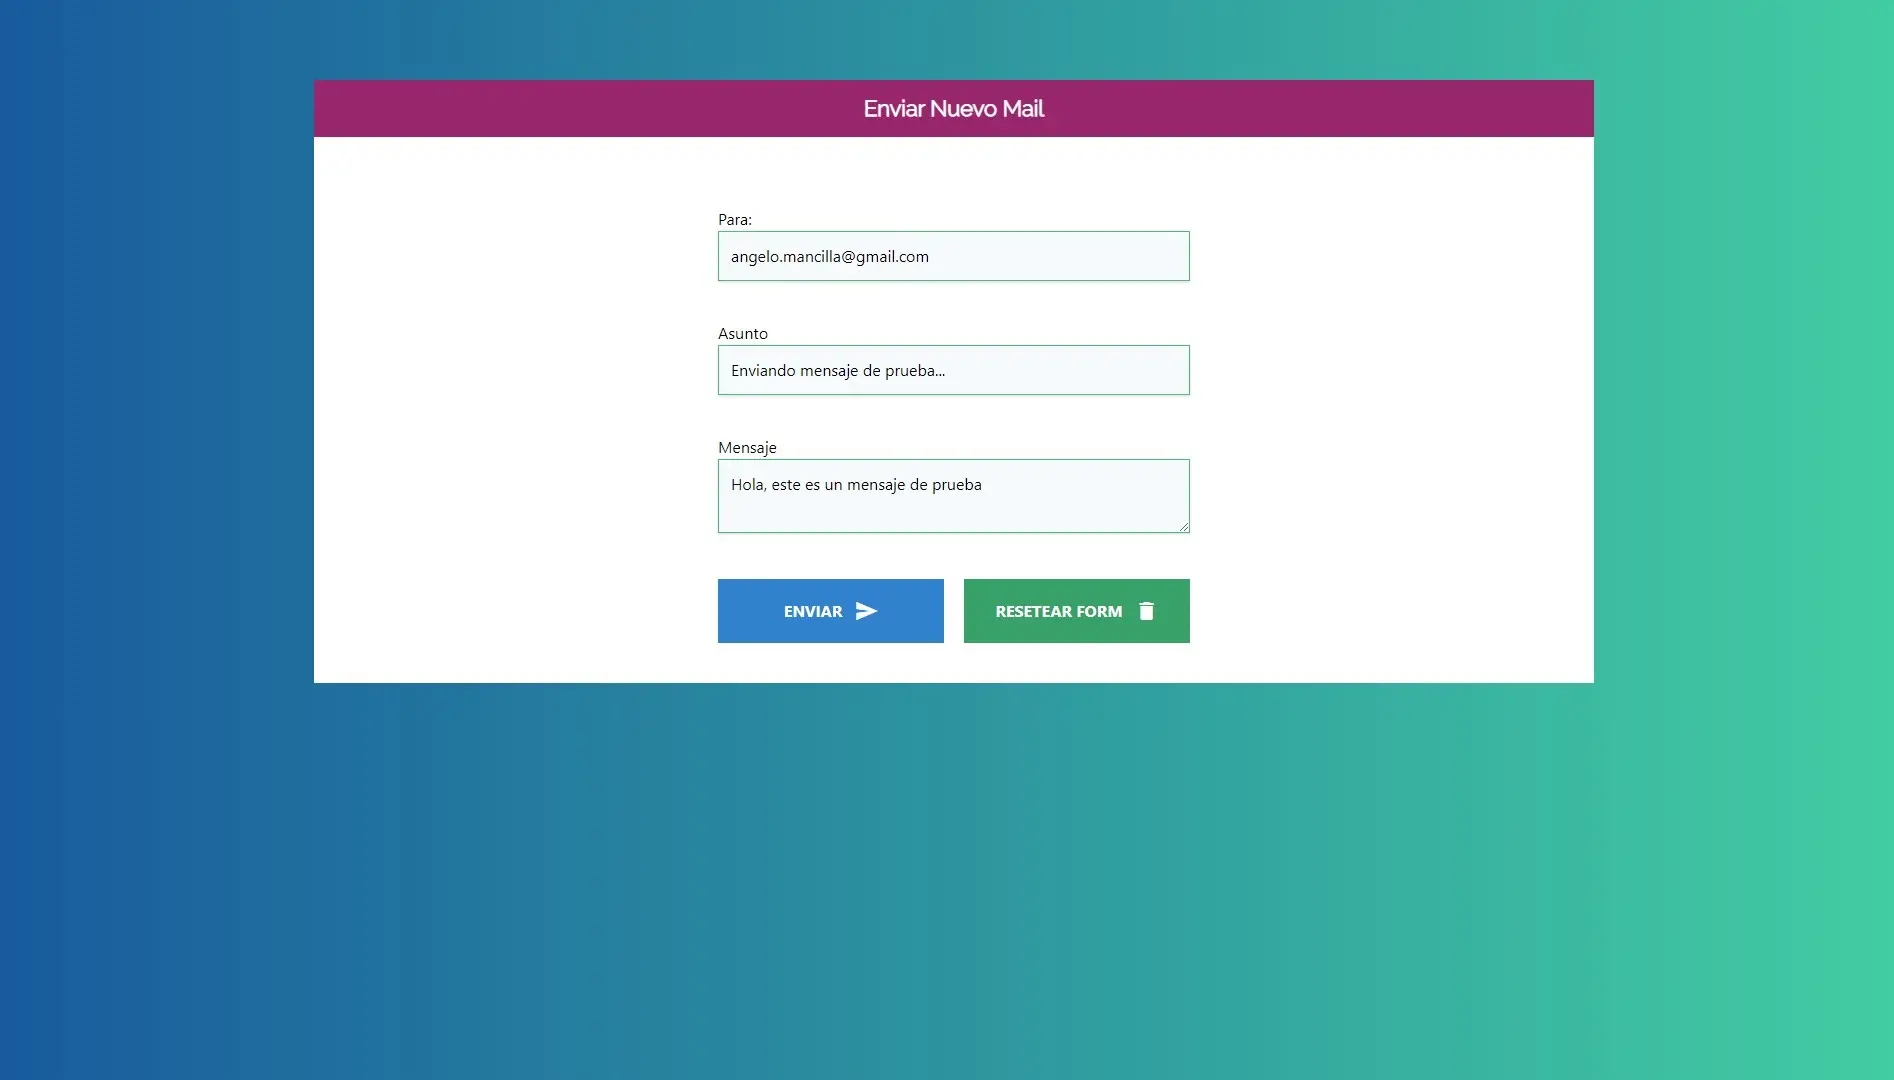 Enviar Nuevo Mail
Para:
angelo.mancilla@gmail.com
Asunto
Enviando mensaje de prueba...
Mensaje
Hola, este es un mensaje de prueba
ENVIAR
RESETEAR FORM